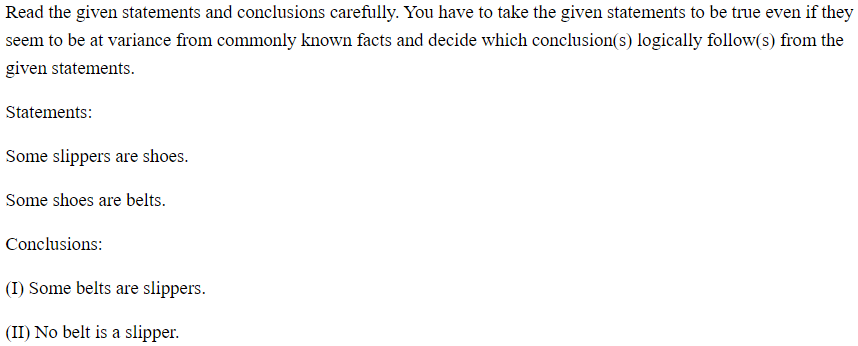 Read the given statements and conclusions carefully. You have to take the given statements to be true even if they
seem to be at variance from commonly known facts and decide which conclusion(s) logically follow(s) from the
given statements.
Statements:
Some slippers are shoes.
Some shoes are belts.
Conclusions:
(I) Some belts are slippers.
(II) No belt is a slipper.